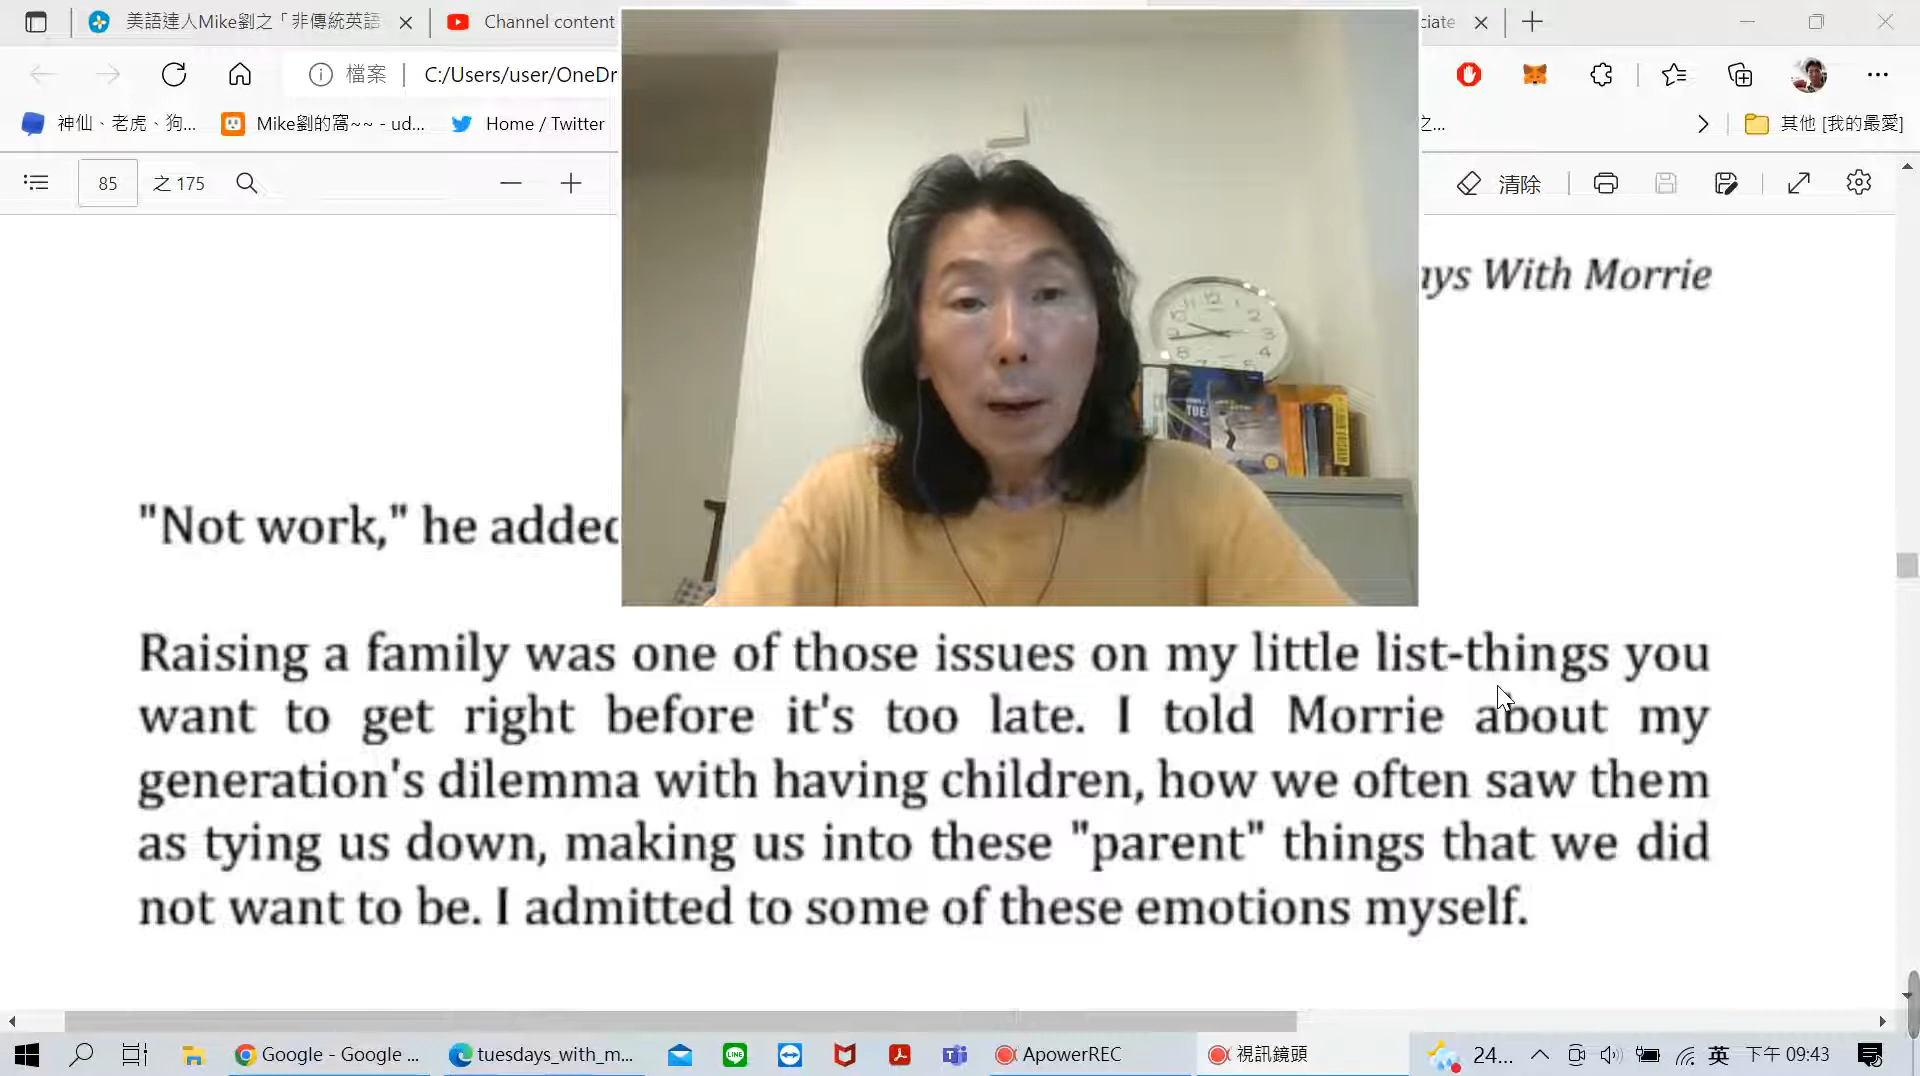 美語達人Mike劉之「非傳統英語
Channel content
ciate
檔案
C:/Users/user/OneDr
神仙、老虎、狗...
Mike劉的窩~~ - ud...
Home / Twitter
之...
其他 [我的最愛]
85
之 175
清除
ays With Morrie
"Not work," he added
Raising a family was one of those issues on my little list-things you
want to get right before it's too late. I told Morrie about my
generation's dilemma with having children, how we often saw them
as tying us down, making us into these "parent" things that we did
not want to be. I admitted to some of these emotions myself.
Google - Google ...
tuesdays_with_m...
LINE
ApowerREC
視訊鏡頭
24...
英
下午 09:43